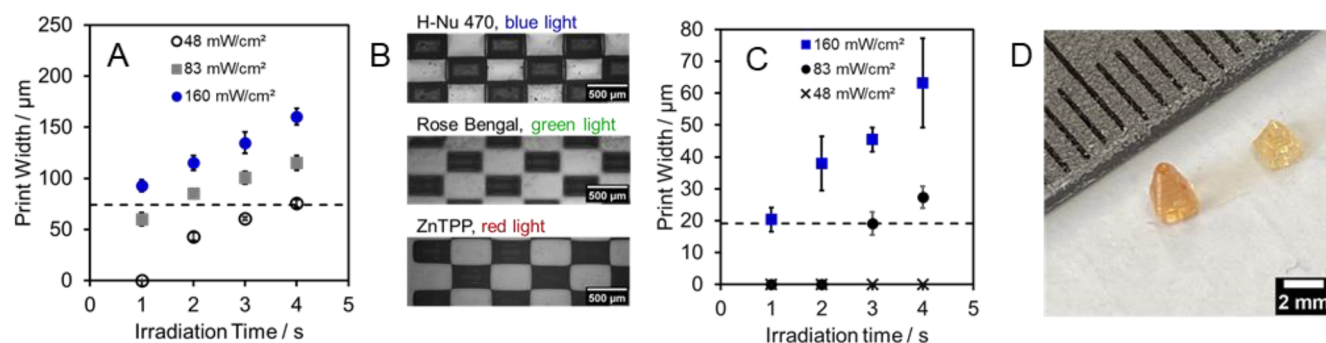 A
Print Width / µm
250
200
150
100
50
0
48 mW/cm²
83 mW/cm²
160 mW/cm²
0 1 2 3 4 5
Irradiation Time / s
B
H-Nu 470, blue light
500 µm
Rose Bengal, green light
500 µm
ZnTPP, red light
500 µm
C
Print Width / µm
80
70
60
50
40
30
20
10
0
160 mW/cm²
83 mW/cm²
48 mW/cm²
0 1 2 3 4 5
Irradiation time / s
D
2 mm